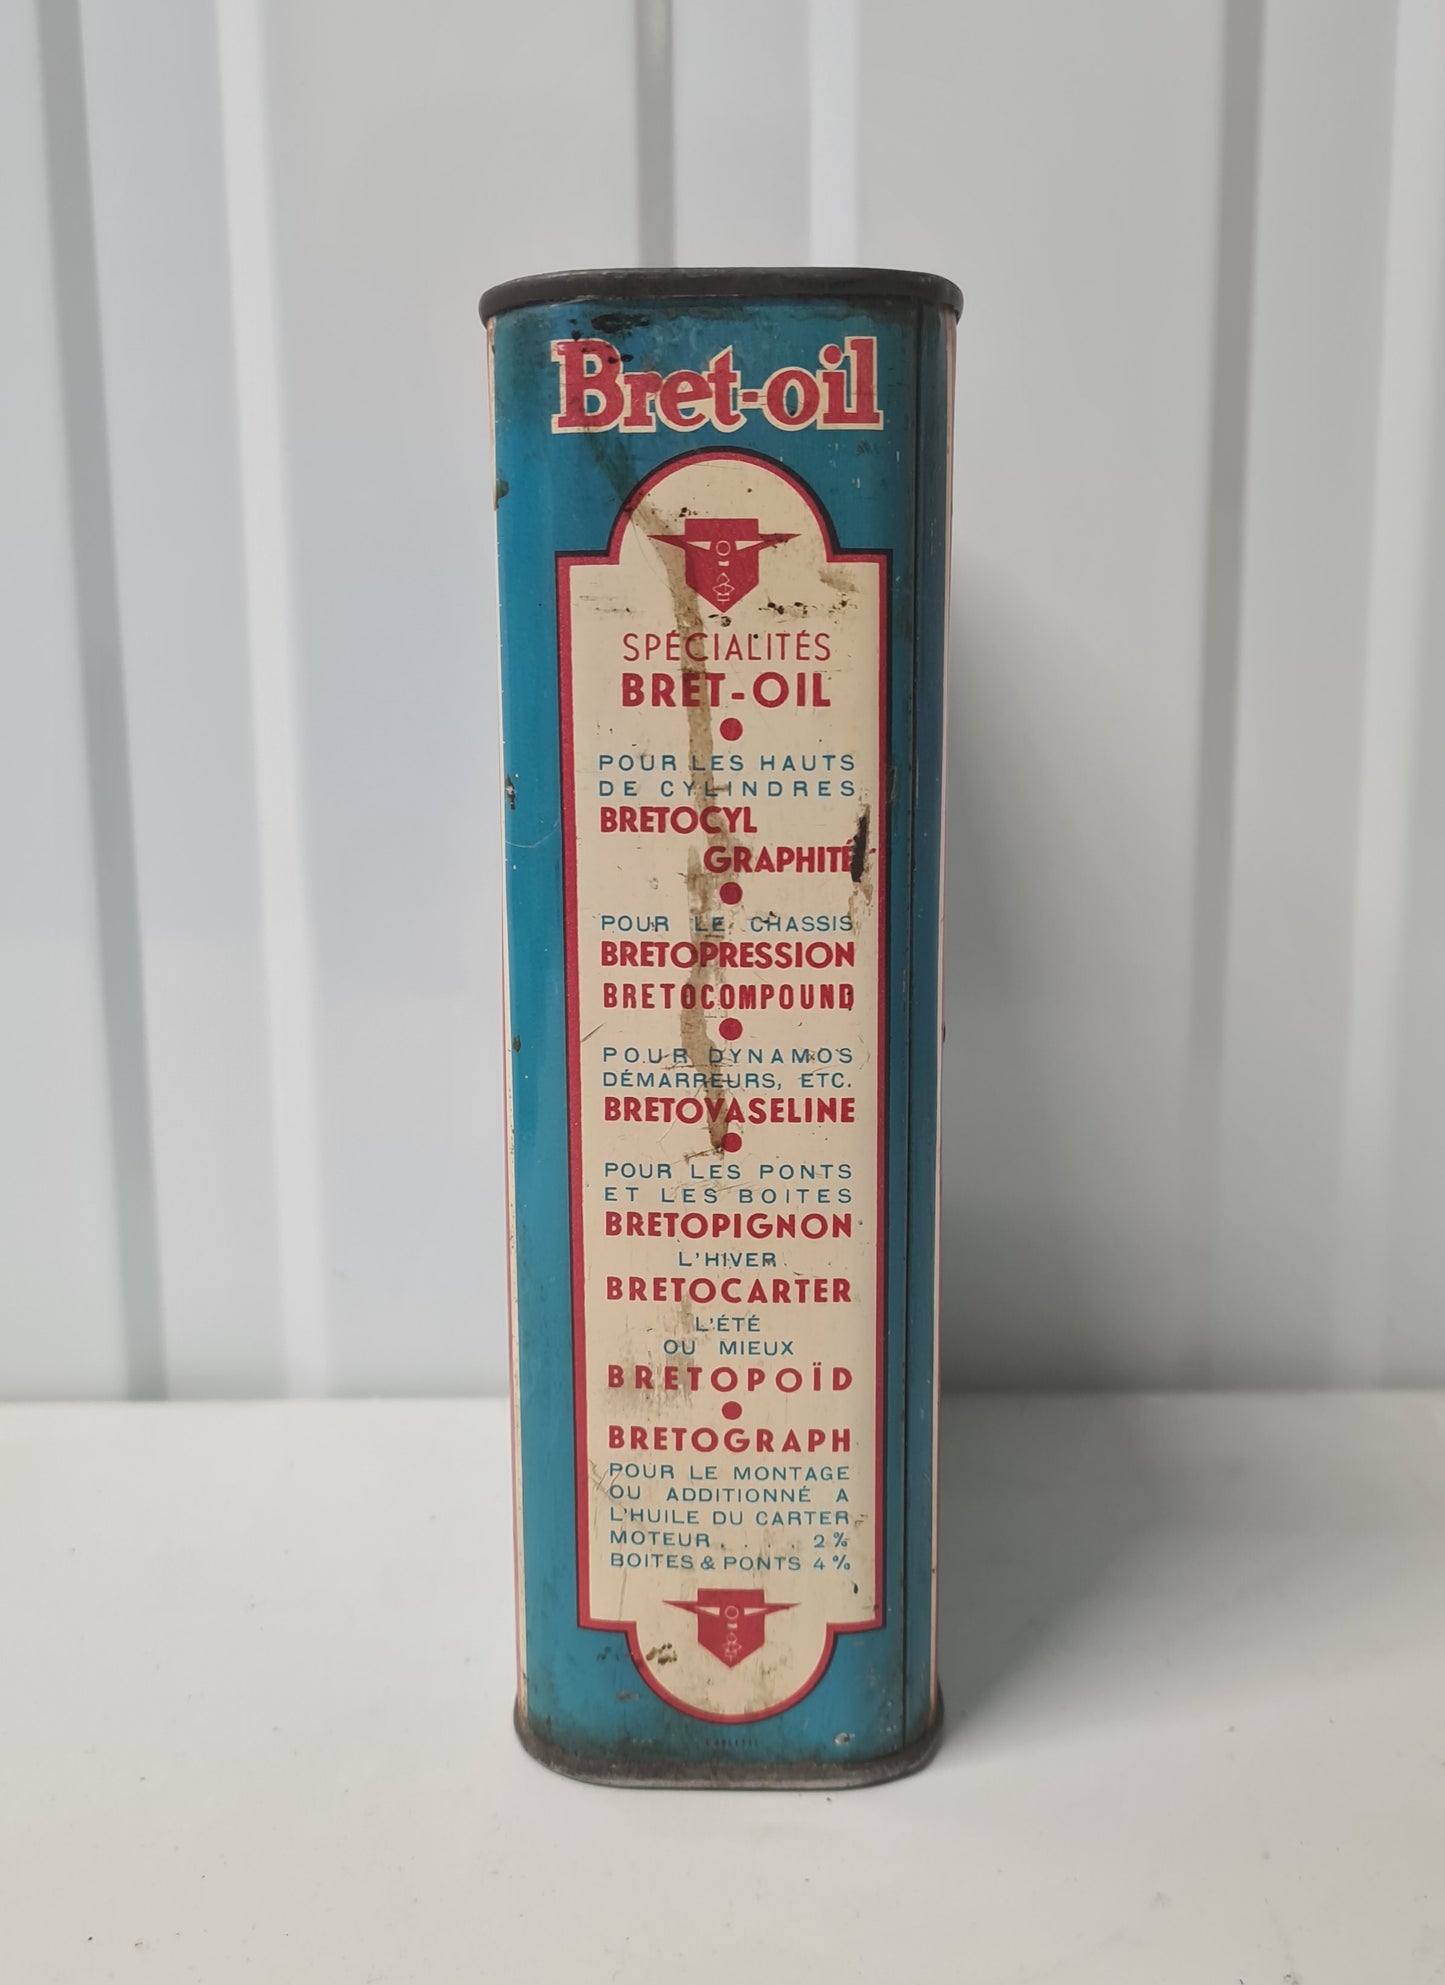 Bret-oil
SPÉCIALITÉS
BRET-OIL
POUR LES HAUTS
DE CYLINDRES
BRETOCYL
GRAPHITÉ
POUR LE CHASSIS
BRETOPRESSION
BRETOCOMPOUND
POUR DYNAMOS
DÉMARREURS, ETC.
BRETOVASELINE
POUR LES PONTS
ET LES BOITES
BRETOPIGNON
L'HIVER
BRETOCARTER
L'ÉTÉ
OU MIEUX
BRETOPOÏD
BRETOGRAPH
POUR LE MONTAGE
OU ADDITIONNÉ A
L'HUILE DU CARTER
MOTEUR . . . . 2 %
BOITES & PONTS 4 %